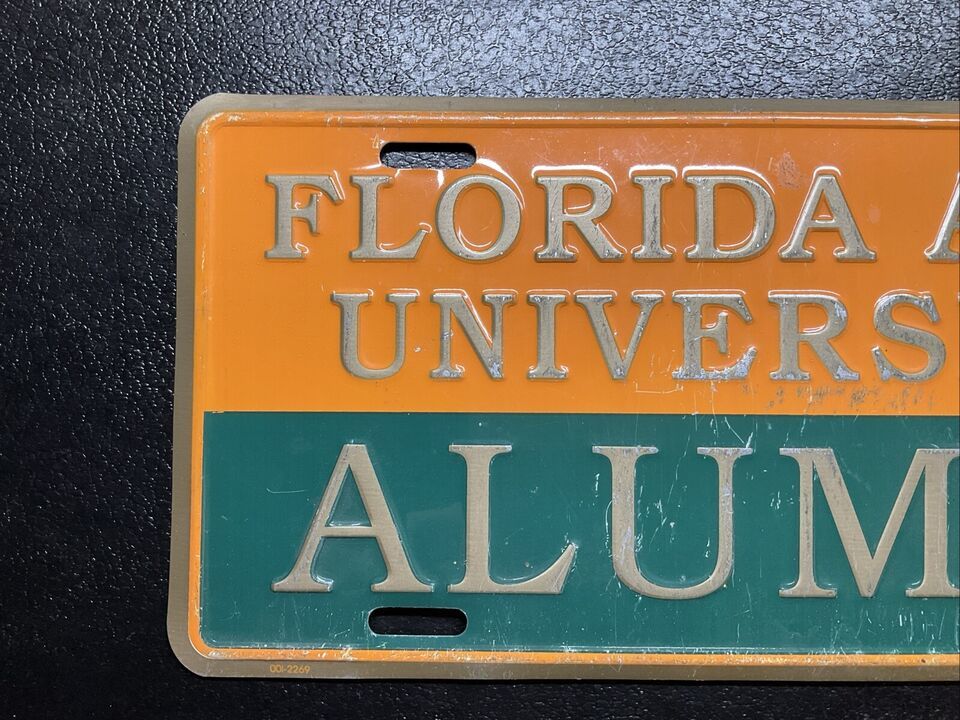 FLORIDA A
UNIVERS
ALUM
001-2269